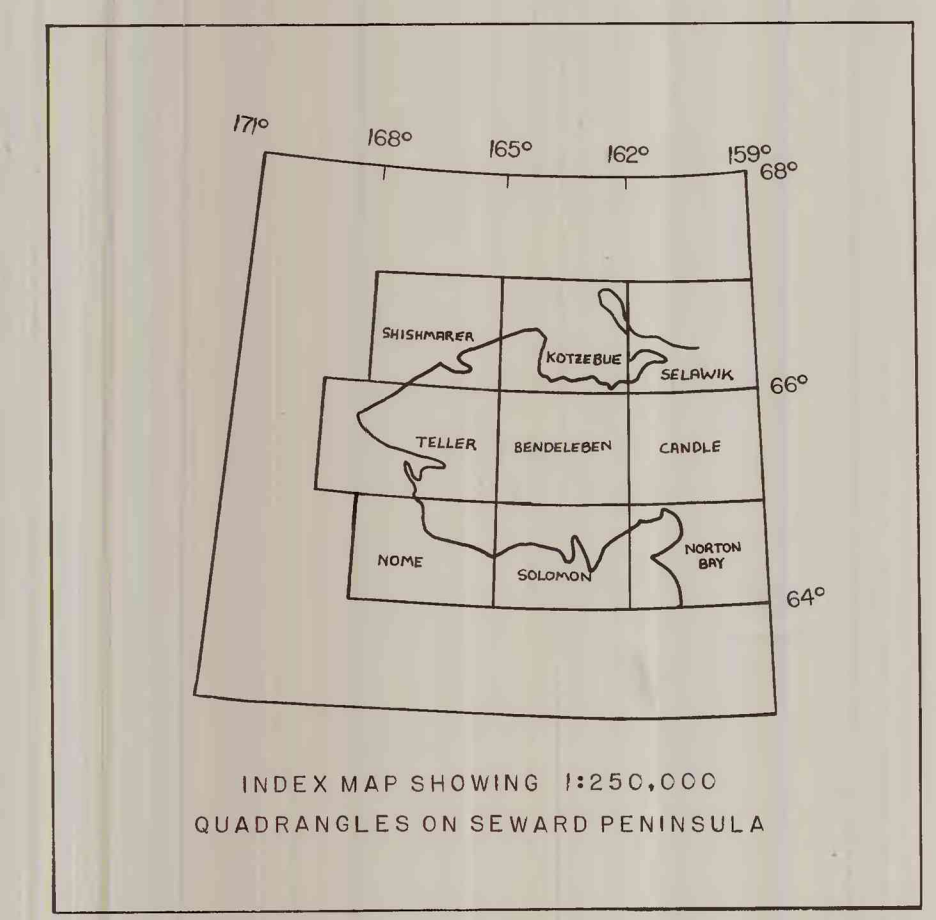 171°
168°
165°
162°
159°
68°
SHISHMARER
KOTZEBUE
SELAWIK
66°
TELLER
BENDELEBEN
CANDLE
NOME
SOLOMON
NORTON
BAY
64°
INDEX MAP SHOWING 1:250,000
QUADRANGLES ON SEWARD PENINSULA